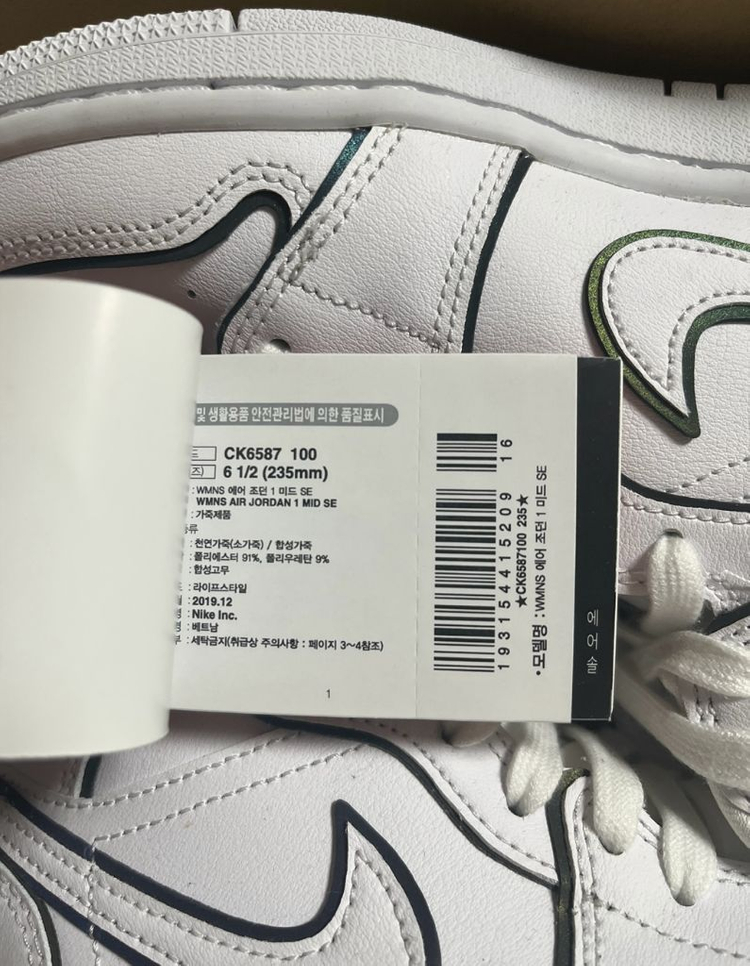 및 생활용품 안전관리법에 의한 품질표시
CK6587 100
6 1/2 (235mm)
: WMNS 에어 조던 1 미드 SE
WMNS AIR JORDAN 1 MID SE
: 가죽제품
: 천연가죽(소가죽) / 합성가죽
: 폴리에스터 91%, 폴리우레탄 9%
: 합성고무
: 라이프스타일
: 2019.12
: Nike Inc.
: 베트남
: 세탁금지(취급상 주의사항 : 페이지 3~4참조)
1
193154415209 16
★CK6587100 235★
•모델명 : WMNS 에어 조던 1 미드 SE
에어솔